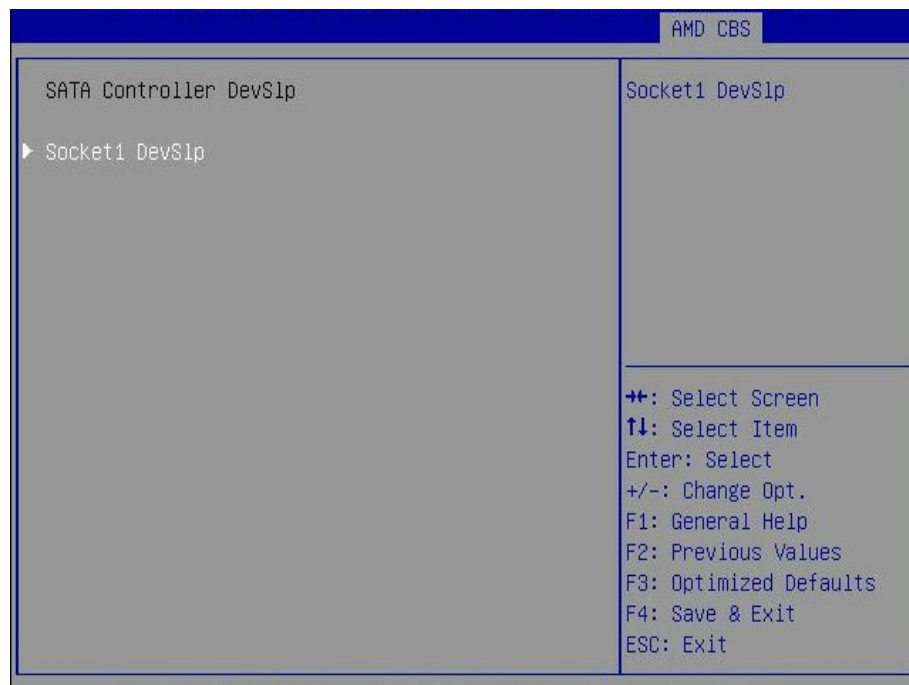 AMD CBS
SATA Controller DevSlp
Socket1 DevSlp
Socket1 DevSlp
→←: Select Screen
↑↓: Select Item
Enter: Select
+/-: Change Opt.
F1: General Help
F2: Previous Values
F3: Optimized Defaults
F4: Save & Exit
ESC: Exit